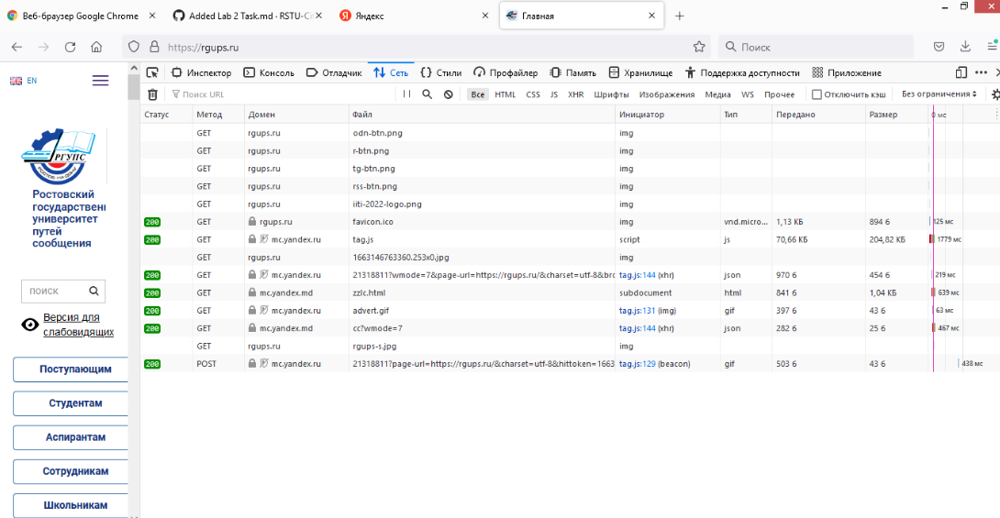 Веб-браузер Google Chrome
Added Lab 2 Task.md · RSTU-C
Яндекс
Главная
https://rgups.ru
Поиск
EN
РГУПС
Ростовский
государственн
университет
путей
сообщения
поиск
Версия для
слабовидящих
Поступающим
Студентам
Аспирантам
Сотрудникам
Школьникам
Инспектор Консоль Отладчик Сеть Стили Профайлер Память Хранилище Поддержка доступности Приложение
Поиск URL Все HTML CSS JS XHR Шрифты Изображения Медиа WS Прочее Отключить кэш Без ограничения
Статус Метод Домен Файл Инициатор Тип Передано Размер 0 мс
GET rgups.ru odn-btn.png img
GET rgups.ru r-btn.png img
GET rgups.ru tg-btn.png img
GET rgups.ru rss-btn.png img
GET rgups.ru iiti-2022-logo.png img
200 GET rgups.ru favicon.ico img vnd.micro... 1,13 КБ 894 б 125 мс
200 GET mc.yandex.ru tag.js script js 70,66 КБ 204,82 КБ 1779 мс
GET rgups.ru 1663146763360.253x0.jpg img
200 GET mc.yandex.ru 21318811?wmode=7&page-url=https://rgups.ru/&charset=utf-8&bro tag.js:144 (xhr) json 970 б 454 б 219 мс
200 GET mc.yandex.md zzlc.html subdocument html 841 б 1,04 КБ 639 мс
200 GET mc.yandex.ru advert.gif tag.js:131 (img) gif 397 б 43 б 63 мс
200 GET mc.yandex.md cc?wmode=7 tag.js:144 (xhr) json 282 б 25 б 467 мс
GET rgups.ru rgups-s.jpg img
200 POST mc.yandex.ru 21318811?page-url=https://rgups.ru/&charset=utf-8&hittoken=1663 tag.js:129 (beacon) gif 503 б 43 б 438 мс